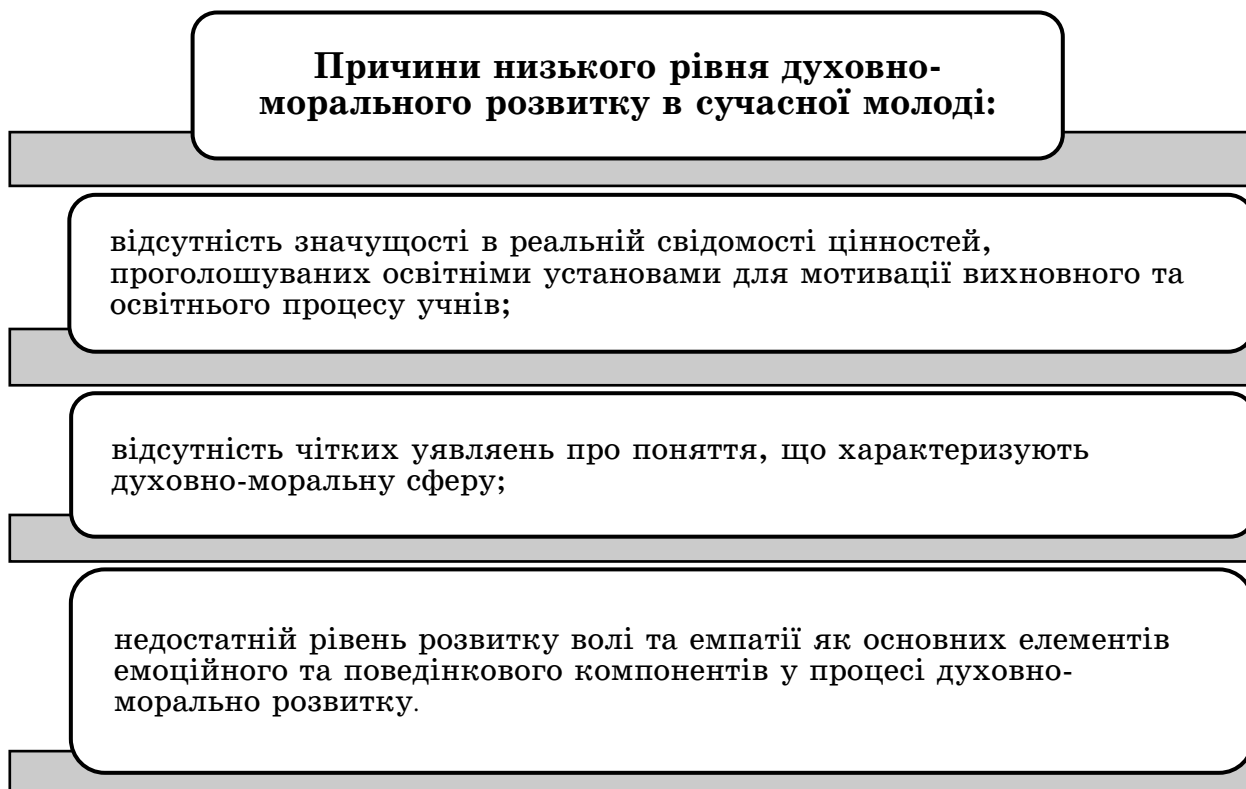 Причини низького рівня духовно-
морального розвитку в сучасної молоді:
відсутність значущості в реальній свідомості цінностей,
проголошуваних освітніми установами для мотивації вихновного та
освітнього процесу учнів;
відсутність чітких уявляень про поняття, що характеризують
духовно-моральну сферу;
недостатній рівень розвитку волі та емпатії як основних елементів
емоційного та поведінкового компонентів у процесі духовно-
морально розвитку.